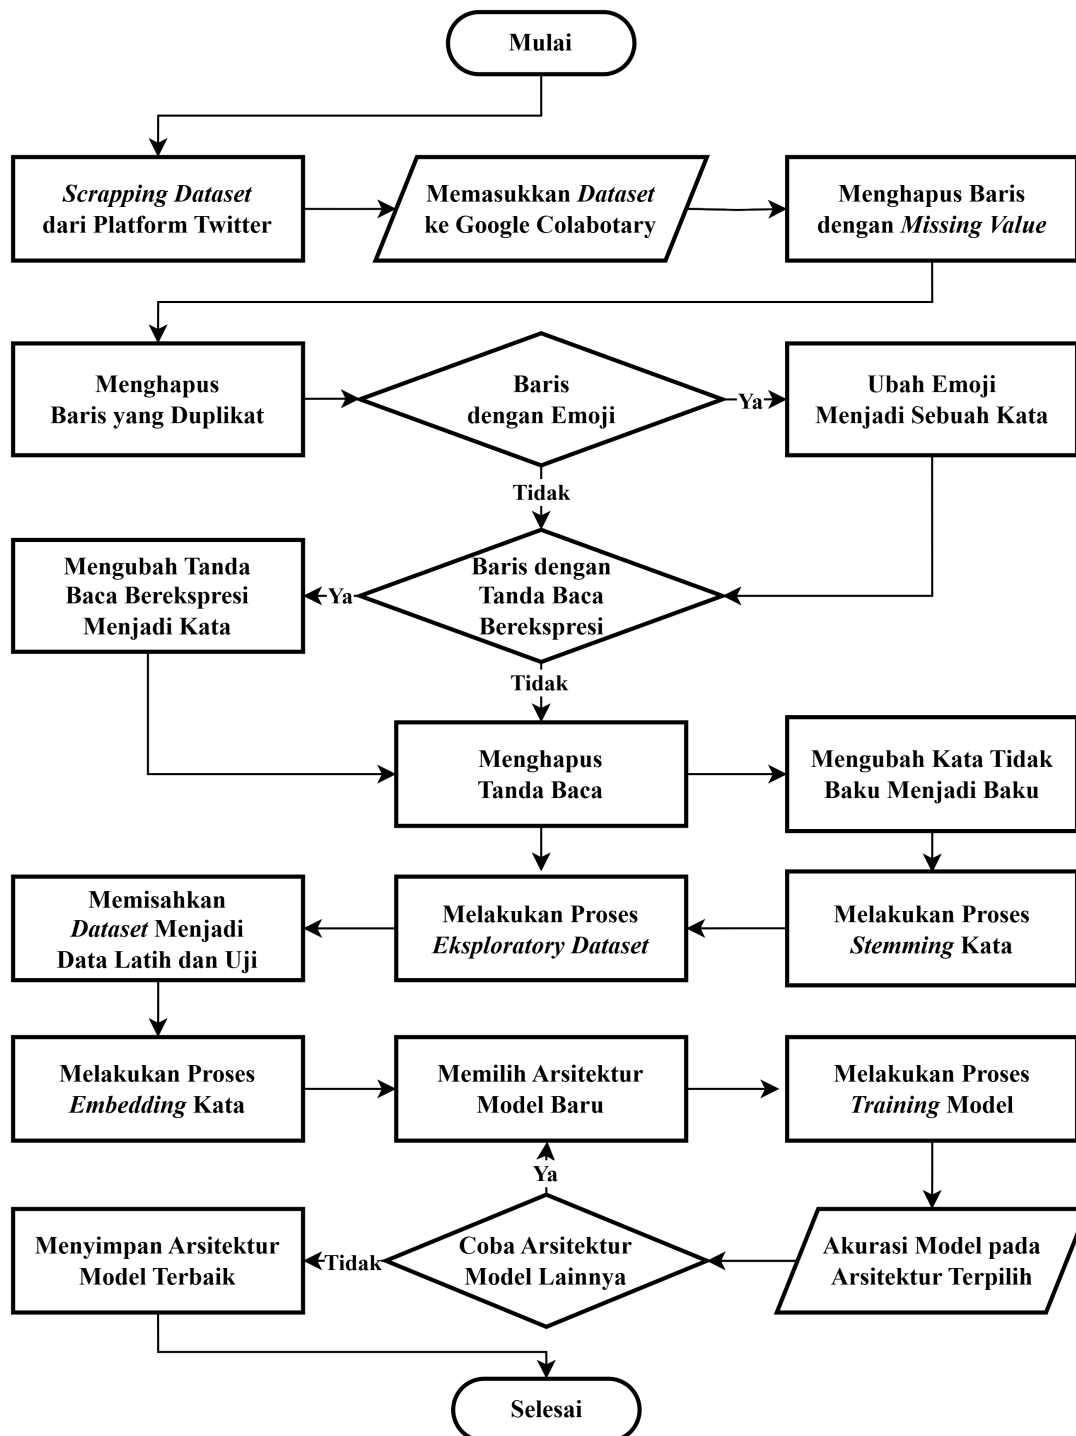 Mulai
Scrapping Dataset
dari Platform Twitter
Memasukkan Dataset
ke Google Colabotary
Menghapus Baris
dengan Missing Value
Menghapus
Baris yang Duplikat
Baris
dengan Emoji
Ya
Ubah Emoji
Menjadi Sebuah Kata
Tidak
Mengubah Tanda
Baca Berekspresi
Menjadi Kata
Ya
Baris dengan
Tanda Baca
Berekspresi
Tidak
Menghapus
Tanda Baca
Mengubah Kata Tidak
Baku Menjadi Baku
Memisahkan
Dataset Menjadi
Data Latih dan Uji
Melakukan Proses
Eksploratory Dataset
Melakukan Proses
Stemming Kata
Melakukan Proses
Embedding Kata
Memilih Arsitektur
Model Baru
Melakukan Proses
Training Model
Ya
Menyimpan Arsitektur
Model Terbaik
Tidak
Coba Arsitektur
Model Lainnya
Akurasi Model pada
Arsitektur Terpilih
Selesai